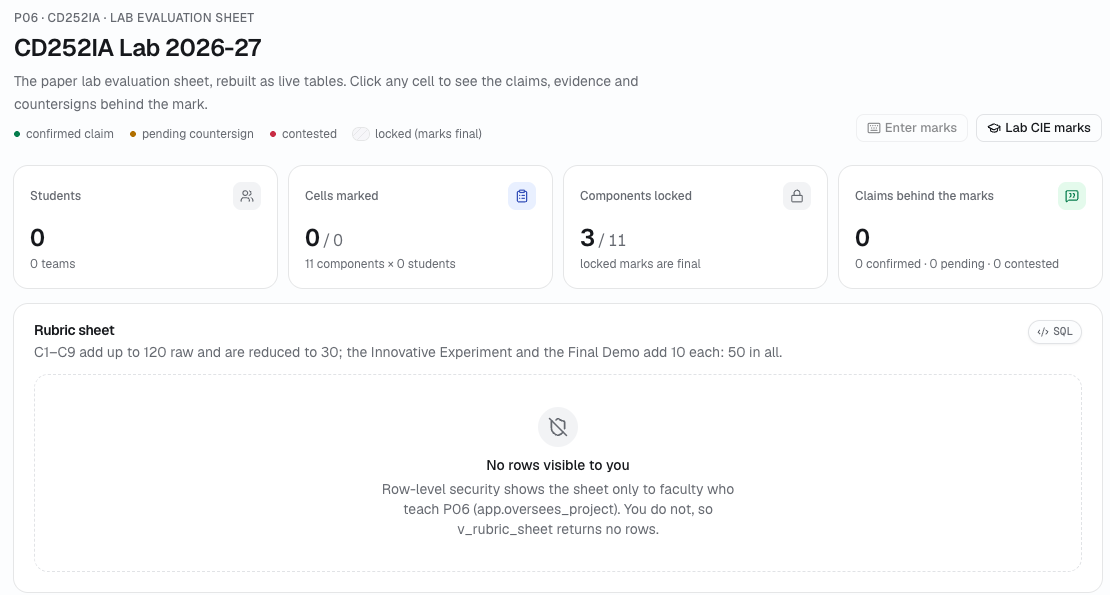 P06 · CD252IA · LAB EVALUATION SHEET
CD252IA Lab 2026-27
The paper lab evaluation sheet, rebuilt as live tables. Click any cell to see the claims, evidence and
countersigns behind the mark.
confirmed claim
pending countersign
contested
locked (marks final)
Enter marks
Lab CIE marks
Students
0
0 teams
Cells marked
0 / 0
11 components × 0 students
Components locked
3 / 11
locked marks are final
Claims behind the marks
0
0 confirmed · 0 pending · 0 contested
Rubric sheet
SQL
C1–C9 add up to 120 raw and are reduced to 30; the Innovative Experiment and the Final Demo add 10 each: 50 in all.
No rows visible to you
Row-level security shows the sheet only to faculty who
teach P06 (app.oversees_project). You do not, so
v_rubric_sheet returns no rows.